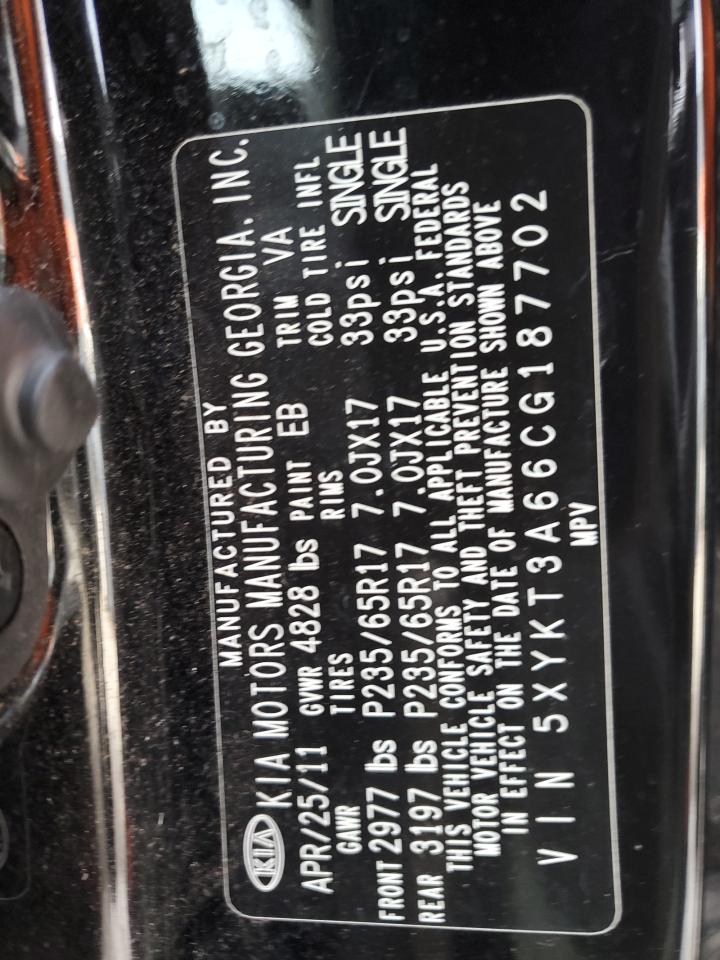 MANUFACTURED BY
KIA KIA MOTORS MANUFACTURING GEORGIA, INC.
APR/25/11 GVWR 4828 lbs PAINT EB TRIM VA
GAWR TIRES RIMS COLD TIRE INFL
FRONT 2977 lbs P235/65R17 7.0JX17 33psi SINGLE
REAR 3197 lbs P235/65R17 7.0JX17 33psi SINGLE
THIS VEHICLE CONFORMS TO ALL APPLICABLE U.S.A. FEDERAL
MOTOR VEHICLE SAFETY AND THEFT PREVENTION STANDARDS
IN EFFECT ON THE DATE OF MANUFACTURE SHOWN ABOVE
VIN 5XYKT3A66CG187702
MPV